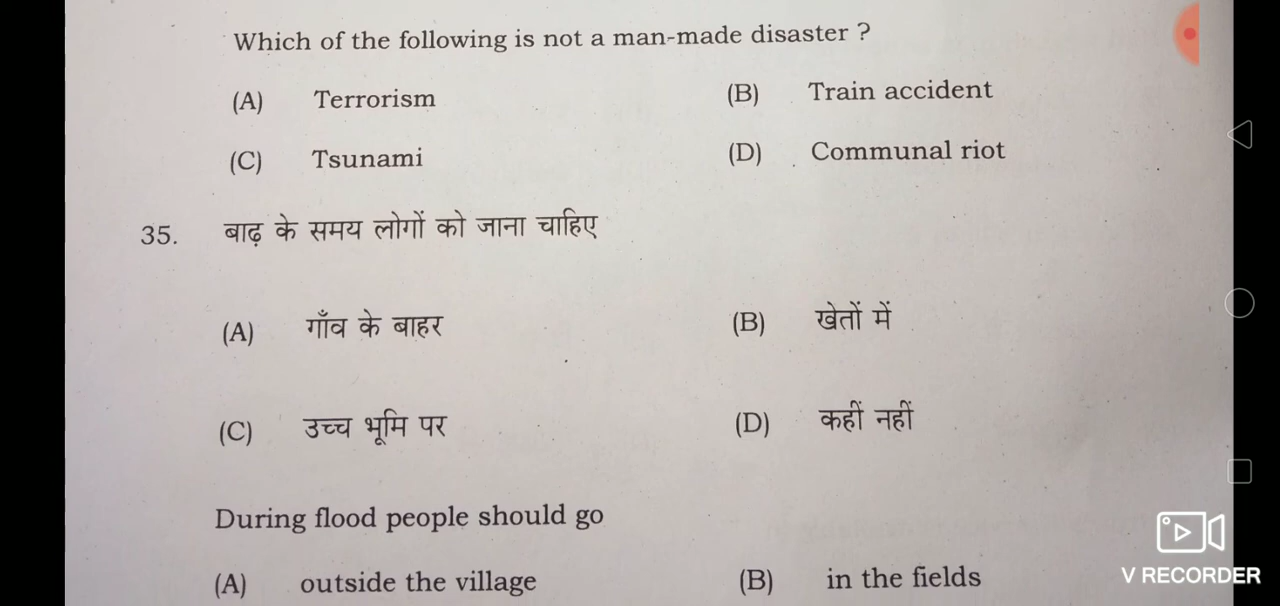 Which of the following is not a man-made disaster ?
(A) Terrorism (B) Train accident
(C) Tsunami (D) Communal riot
35. बाढ़ के समय लोगों को जाना चाहिए
(A) गाँव के बाहर (B) खेतों में
(C) उच्च भूमि पर (D) कहीं नहीं
During flood people should go
(A) outside the village (B) in the fields
V RECORDER